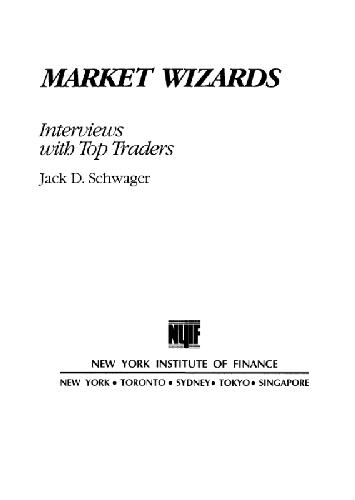 MARKET WIZARDS
Interviews
with Top Traders
Jack D. Schwager
NYIF
NEW YORK INSTITUTE OF FINANCE
NEW YORK • TORONTO • SYDNEY • TOKYO • SINGAPORE